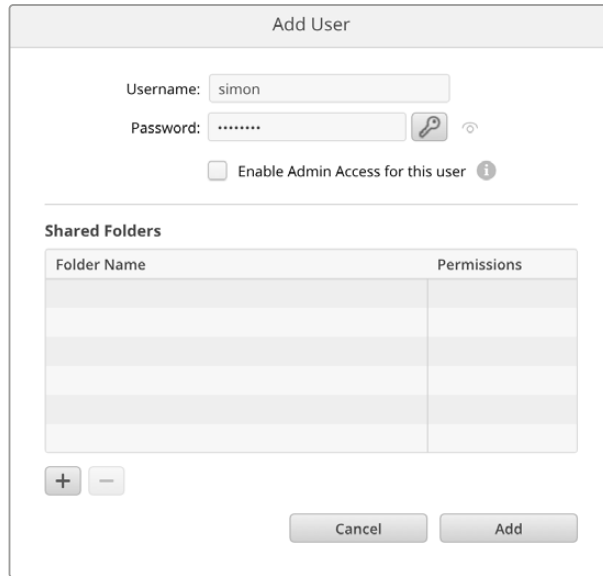 Add User
Username: simon
Password: ••••••••
Enable Admin Access for this user
Shared Folders
Folder Name Permissions
Cancel Add